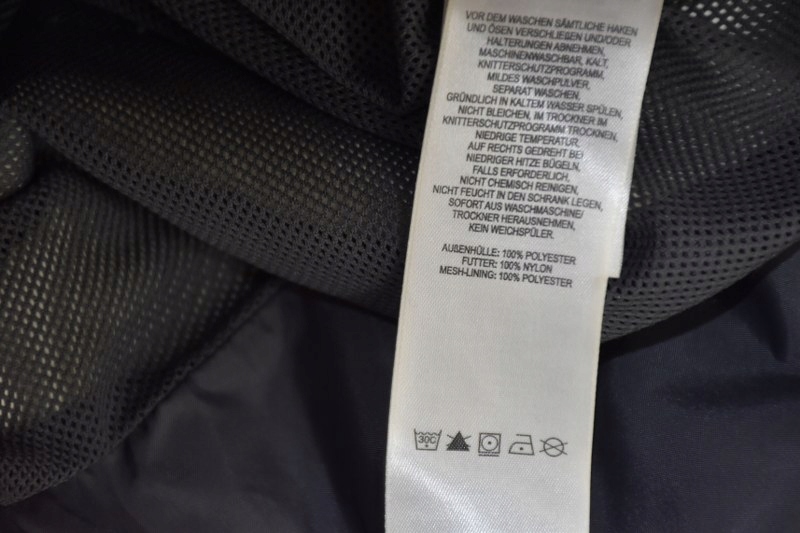 VOR DEM WASCHEN SÄMTLICHE HAKEN
UND ÖSEN VERSCHLIEßEN UND/ODER
HALTERUNGEN ABNEHMEN,
MASCHINENWASCHBAR, KALT,
KNITTERSCHUTZPROGRAMM,
MILDES WASCHPULVER,
SEPARAT WASCHEN,
GRÜNDLICH IN KALTEM WASSER SPÜLEN,
NICHT BLEICHEN, IM TROCKNER IM
KNITTERSCHUTZPROGRAMM TROCKNEN,
NIEDRIGE TEMPERATUR,
AUF RECHTS GEDREHT BEI
NIEDRIGER HITZE BÜGELN,
FALLS ERFORDERLICH.
NICHT CHEMISCH REINIGEN,
NICHT FEUCHT IN DEN SCHRANK LEGEN,
SOFORT AUS WASCHMASCHINE/
TROCKNER HERAUSNEHMEN,
KEIN WEICHSPÜLER.
AUßENHÜLLE: 100% POLYESTER
FUTTER: 100% NYLON
MESH-LINING: 100% POLYESTER
30C